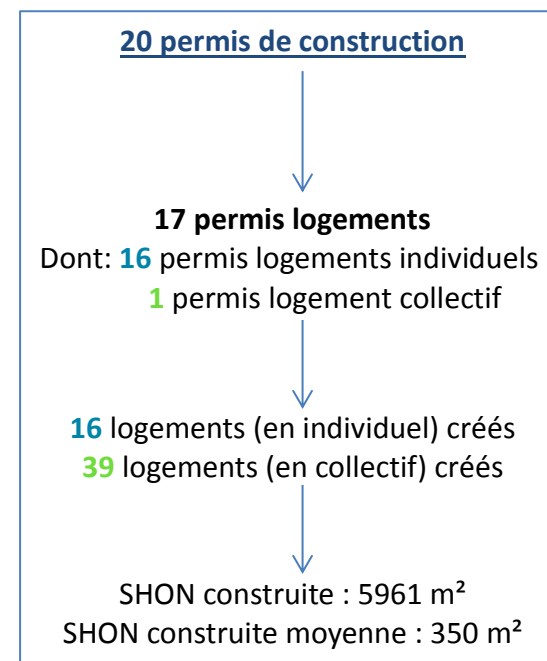 20 permis de construction
17 permis logements
Dont: 16 permis logements individuels
1 permis logement collectif
16 logements (en individuel) créés
39 logements (en collectif) créés
SHON construite : 5961 m²
SHON construite moyenne : 350 m²